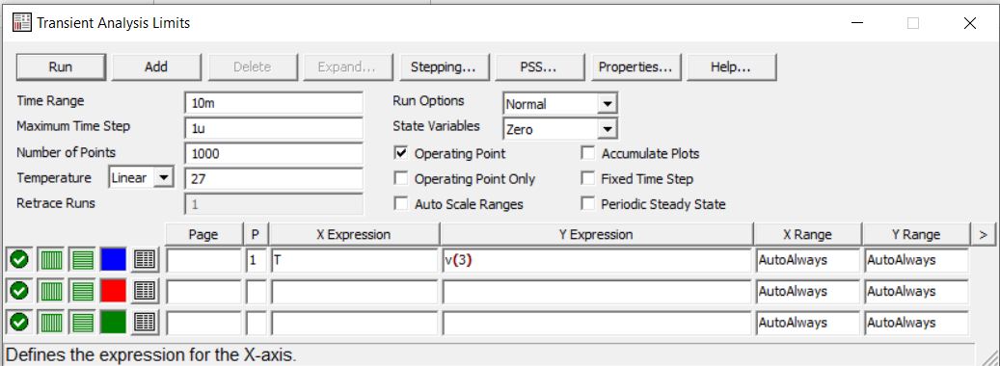 Transient Analysis Limits
Run Add Delete Expand... Stepping... PSS... Properties... Help...
Time Range 10m Run Options Normal
Maximum Time Step 1u State Variables Zero
Number of Points 1000 Operating Point Accumulate Plots
Temperature Linear 27 Operating Point Only Fixed Time Step
Retrace Runs 1 Auto Scale Ranges Periodic Steady State
Page P X Expression Y Expression X Range Y Range >
1 T v(3) AutoAlways AutoAlways
AutoAlways AutoAlways
AutoAlways AutoAlways
Defines the expression for the X-axis.